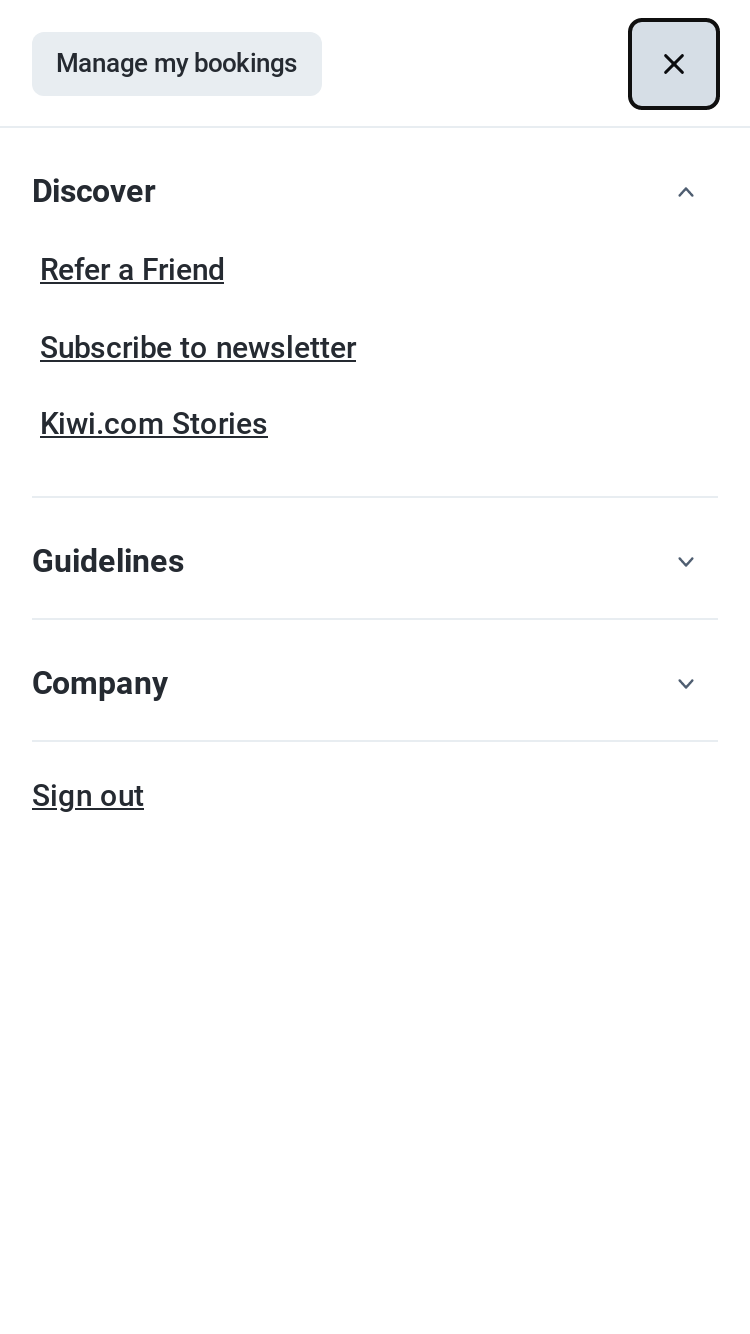 Manage my bookings
Discover
Refer a Friend
Subscribe to newsletter
Kiwi.com Stories
Guidelines
Company
Sign out